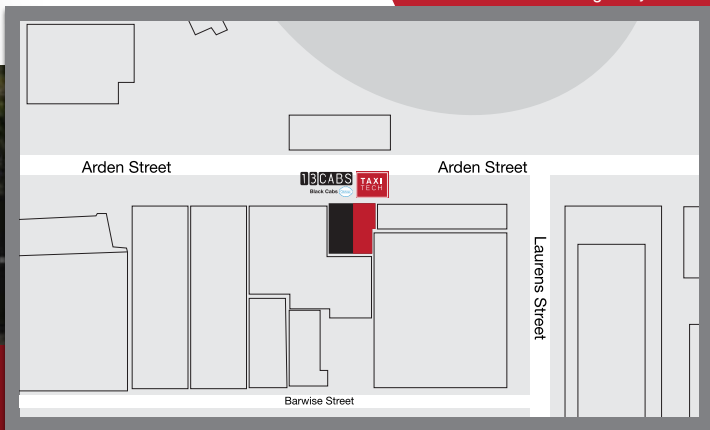 Arden Street
Arden Street
13CABS
TAXI
TECH
Black Cabs
Laurens Street
Barwise Street